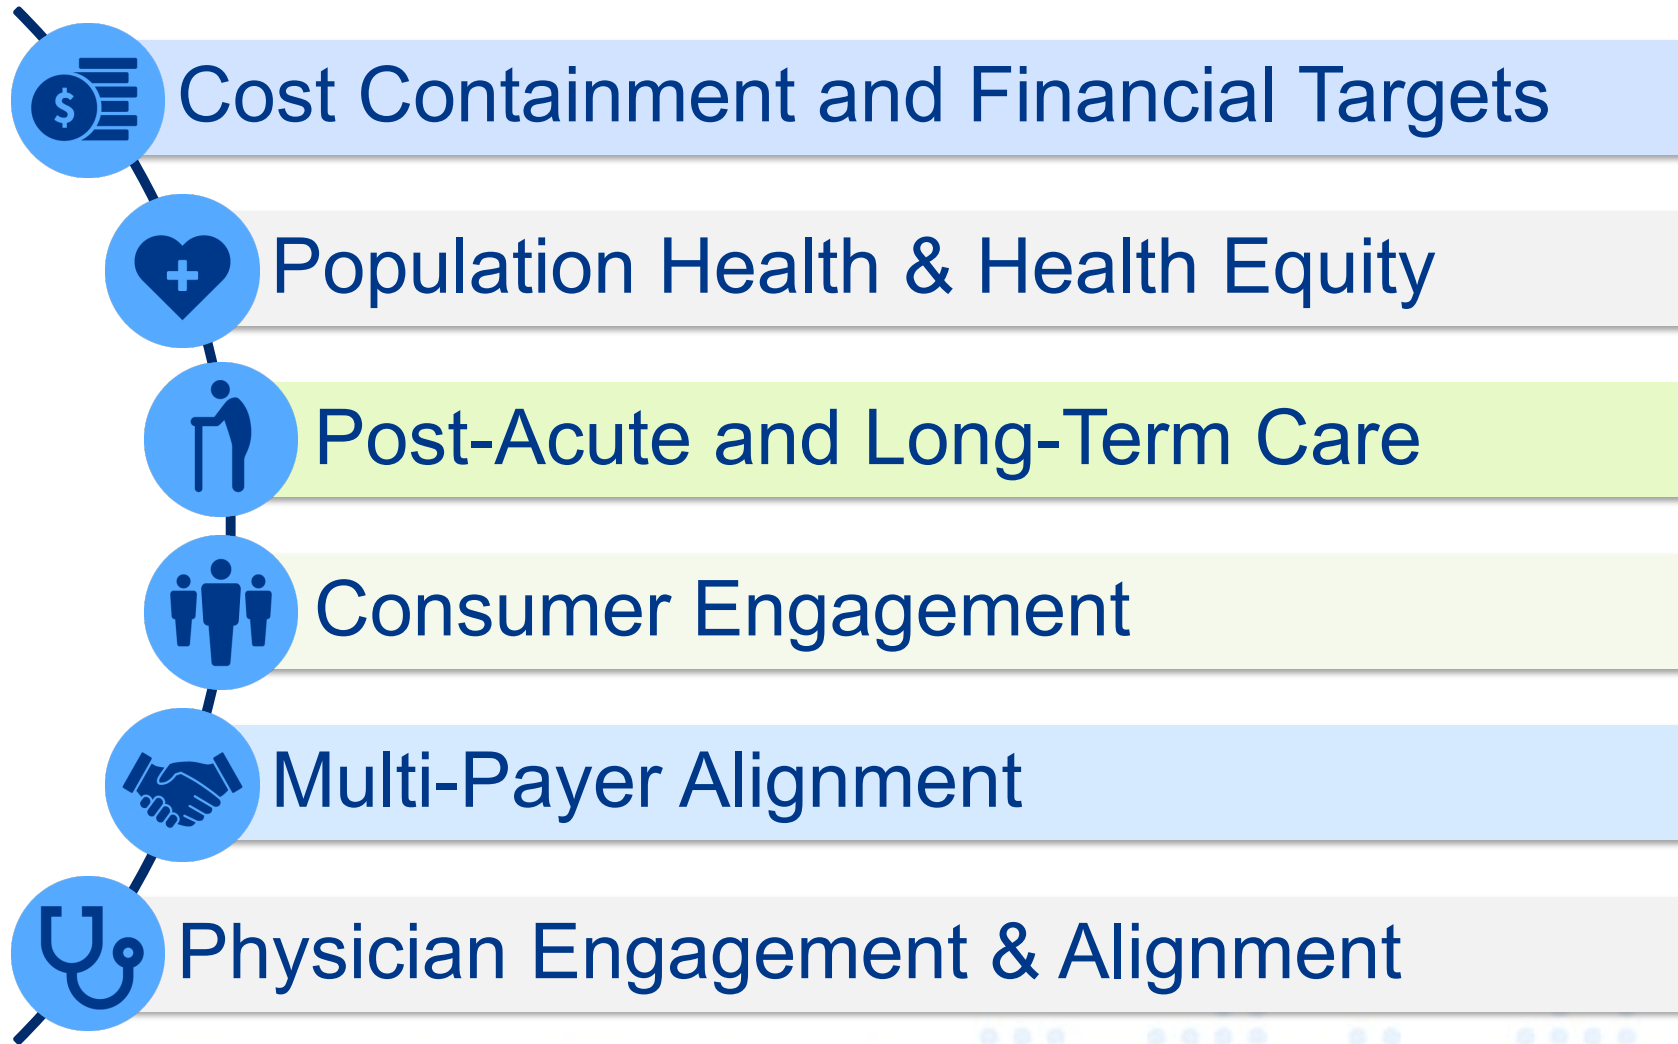 Cost Containment and Financial Targets
Population Health & Health Equity
Post-Acute and Long-Term Care
Consumer Engagement
Multi-Payer Alignment
Physician Engagement & Alignment